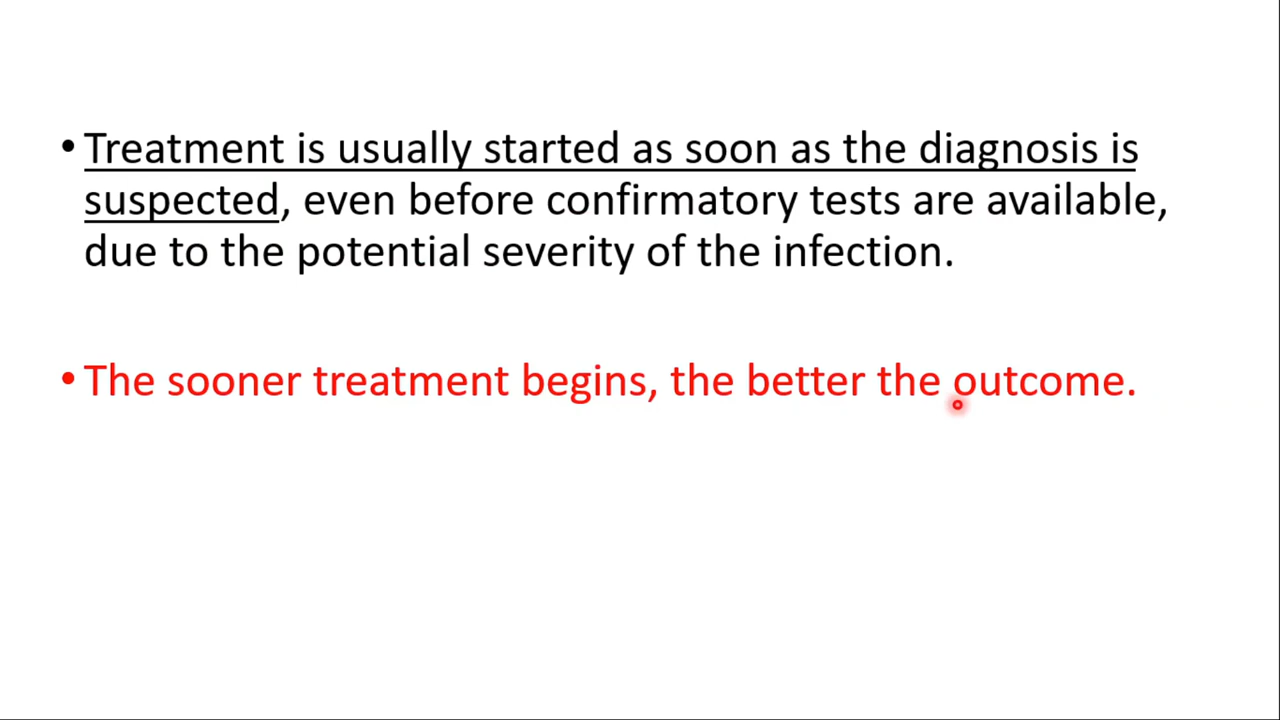 • Treatment is usually started as soon as the diagnosis is
suspected, even before confirmatory tests are available,
due to the potential severity of the infection.
• The sooner treatment begins, the better the outcome.